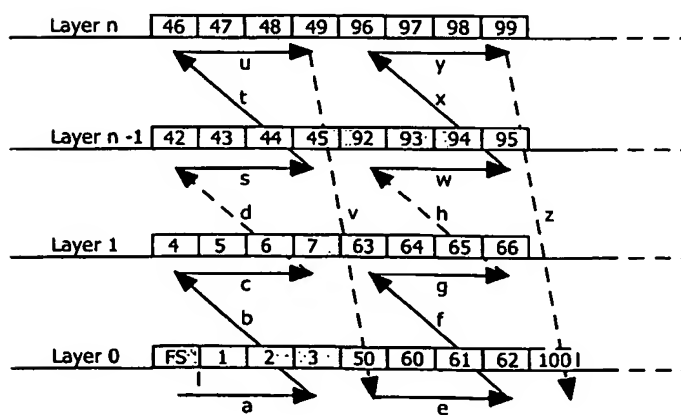 Layer n 46 47 48 49 96 97 98 99
u y
t x
Layer n -1 42 43 44 45 92 93 94 95
s w
d h v z
Layer 1 4 5 6 7 63 64 65 66
c g
b f
Layer 0 FS 1 2 3 50 60 61 62 100
a e